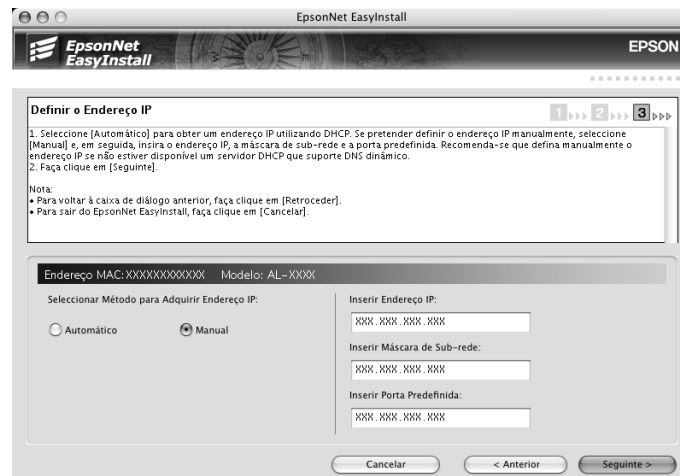 EpsonNet EasyInstall
EpsonNet
EasyInstall
EPSON
Definir o Endereço IP
1 2 3
1. Seleccione [Automático] para obter um endereço IP utilizando DHCP. Se pretender definir o endereço IP manualmente, seleccione
[Manual] e, em seguida, insira o endereço IP, a máscara de sub-rede e a porta predefinida. Recomenda-se que defina manualmente o
endereço IP se não estiver disponível um servidor DHCP que suporte DNS dinâmico.
2. Faça clique em [Seguinte].
Nota:
• Para voltar à caixa de diálogo anterior, faça clique em [Retroceder].
• Para sair do EpsonNet EasyInstall, faça clique em [Cancelar].
Endereço MAC:XXXXXXXXXXXX Modelo: AL-XXXX
Seleccionar Método para Adquirir Endereço IP:
Automático Manual
Inserir Endereço IP:
XXX.XXX.XXX.XXX
Inserir Máscara de Sub-rede:
XXX.XXX.XXX.XXX
Inserir Porta Predefinida:
XXX.XXX.XXX.XXX
Cancelar < Anterior Seguinte >